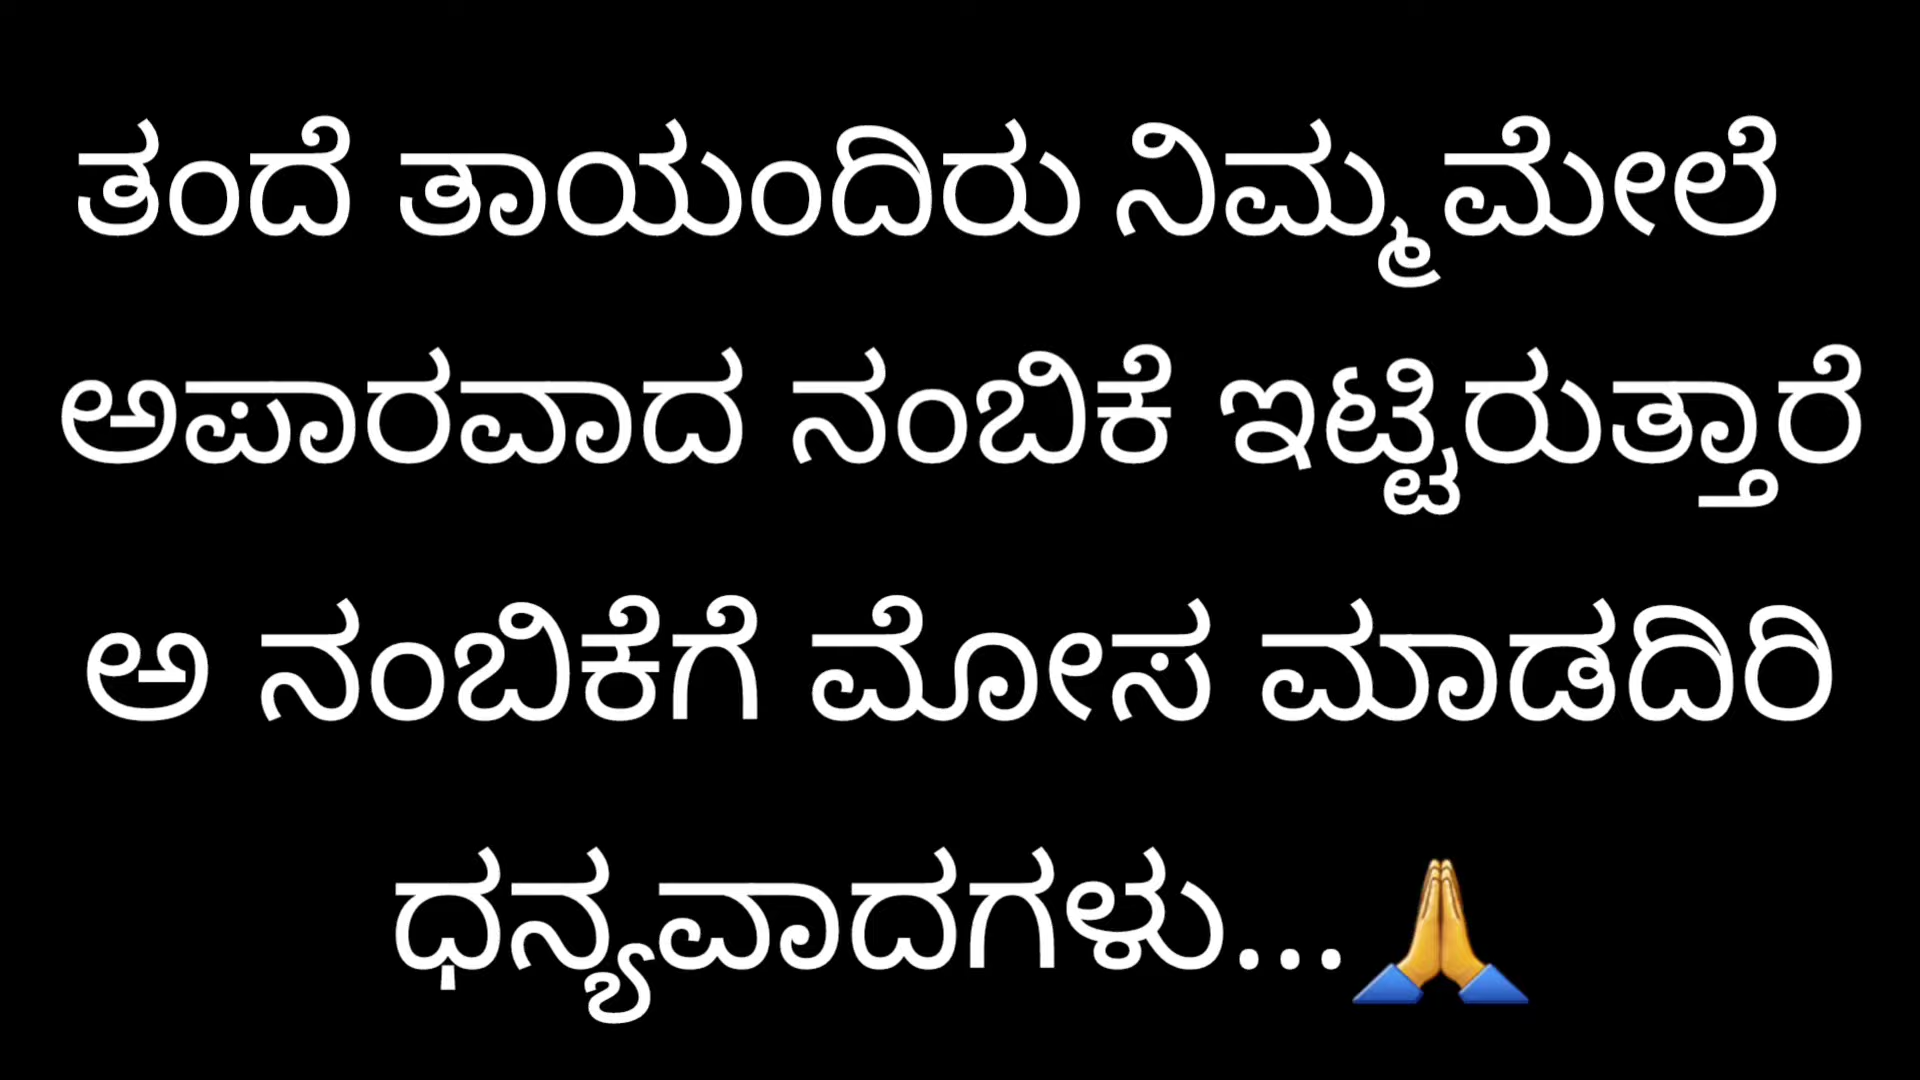 ತಂದೆ ತಾಯಂದಿರು ನಿಮ್ಮ ಮೇಲೆ
ಅಪಾರವಾದ ನಂಬಿಕೆ ಇಟ್ಟಿರುತ್ತಾರೆ
ಅ ನಂಬಿಕೆಗೆ ಮೋಸ ಮಾಡದಿರಿ
ಧನ್ಯವಾದಗಳು...🙏